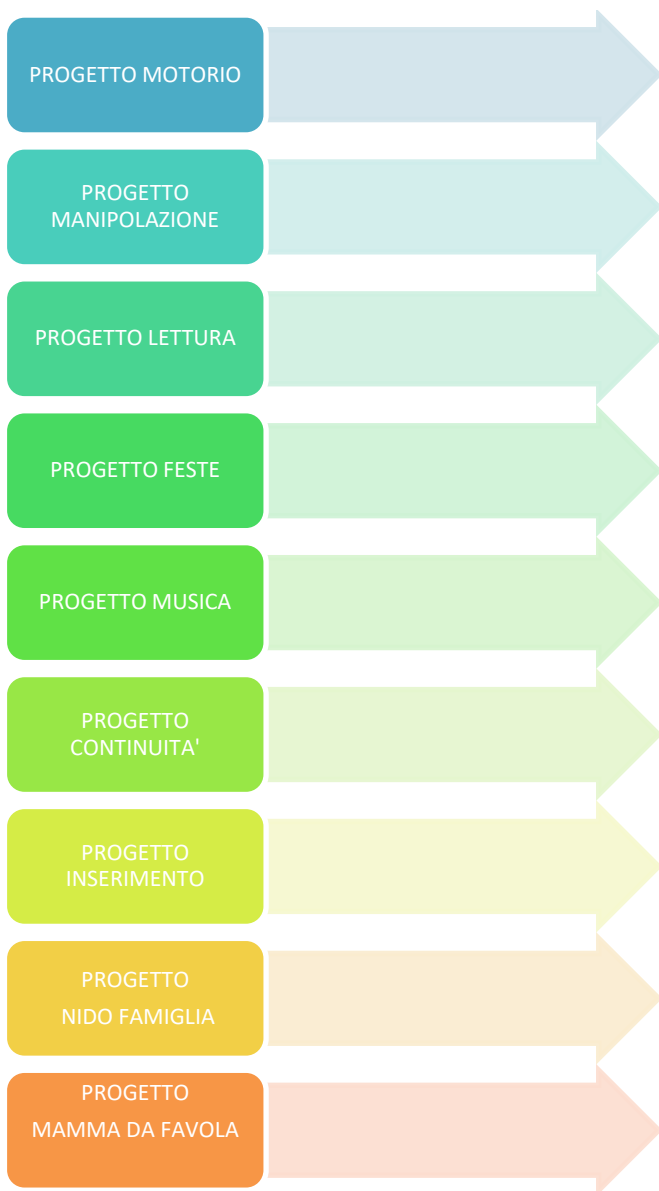 PROGETTO MOTORIO
PROGETTO
MANIPOLAZIONE
PROGETTO LETTURA
PROGETTO FESTE
PROGETTO MUSICA
PROGETTO
CONTINUITA'
PROGETTO
INSERIMENTO
PROGETTO
NIDO FAMIGLIA
PROGETTO
MAMMA DA FAVOLA